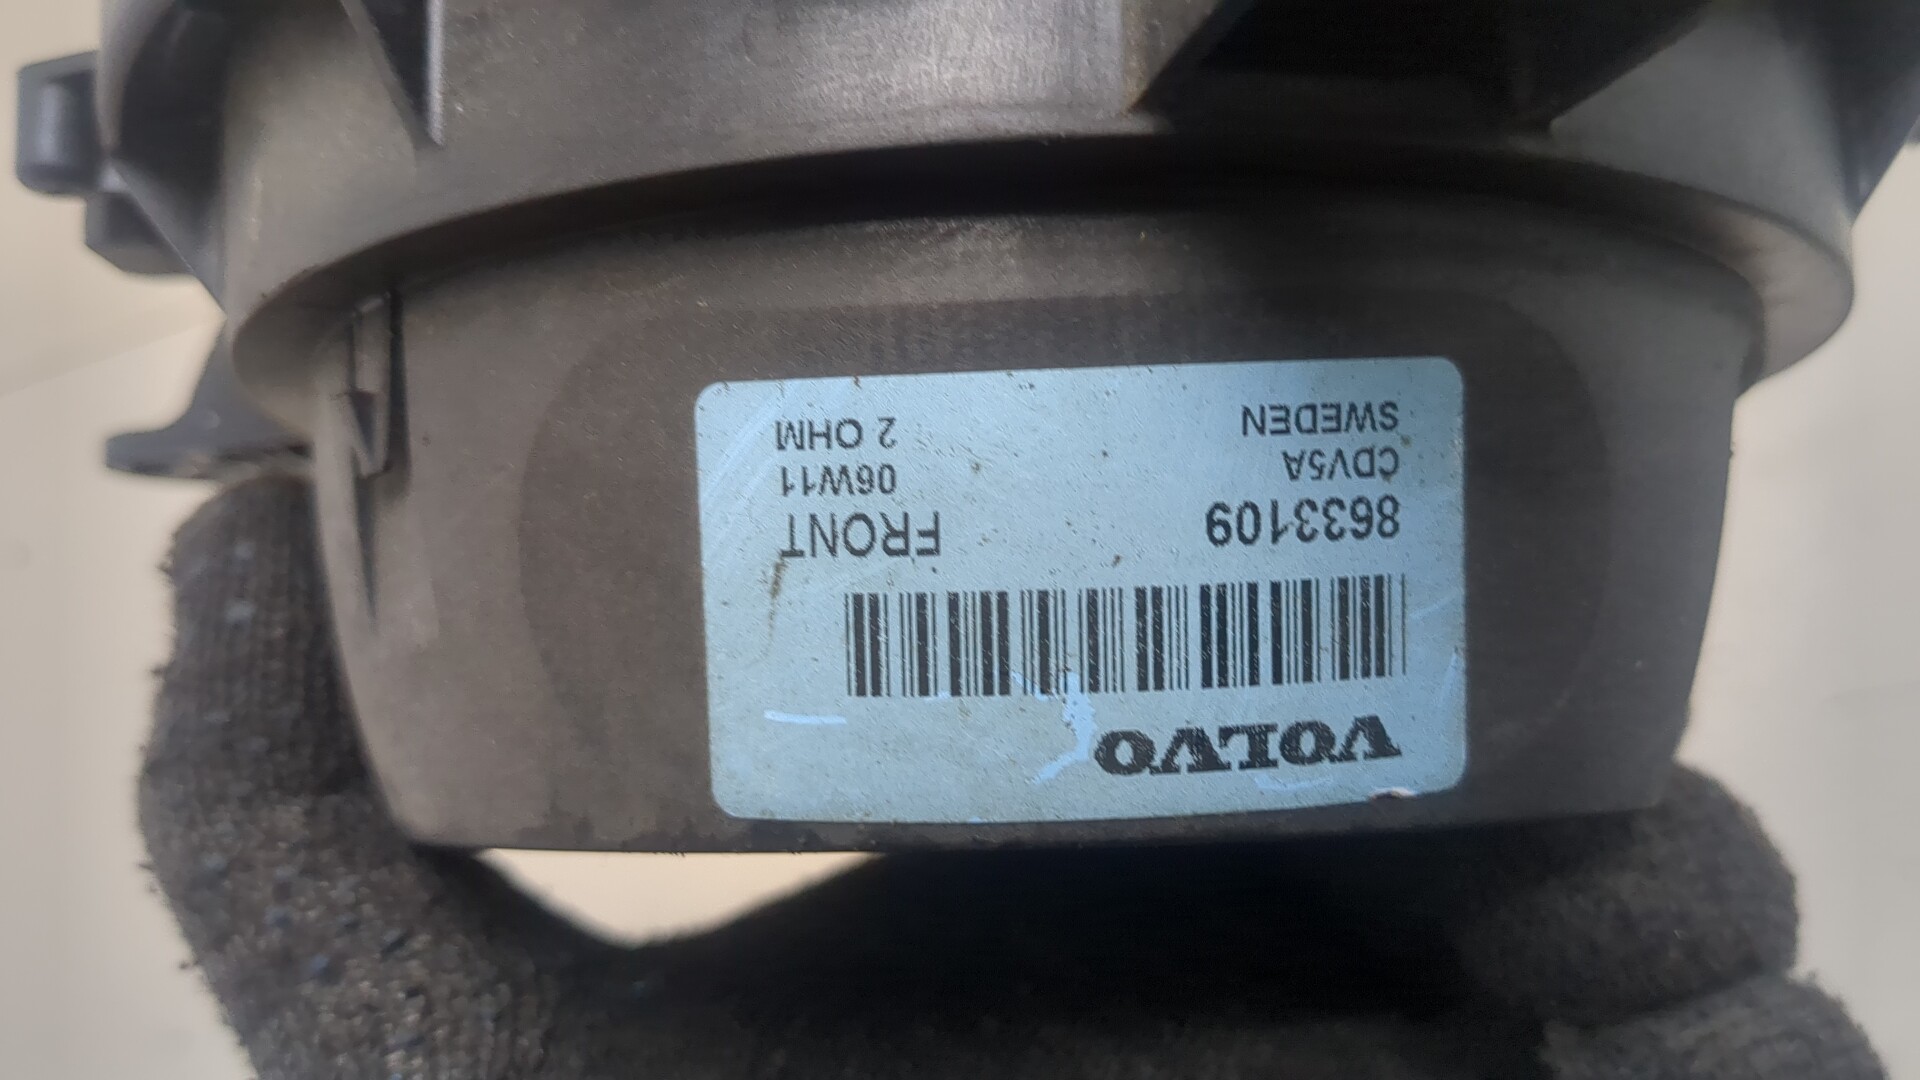 VOLVO
8633109 FRONT
CDV5A 06W11
SWEDEN 2 OHM